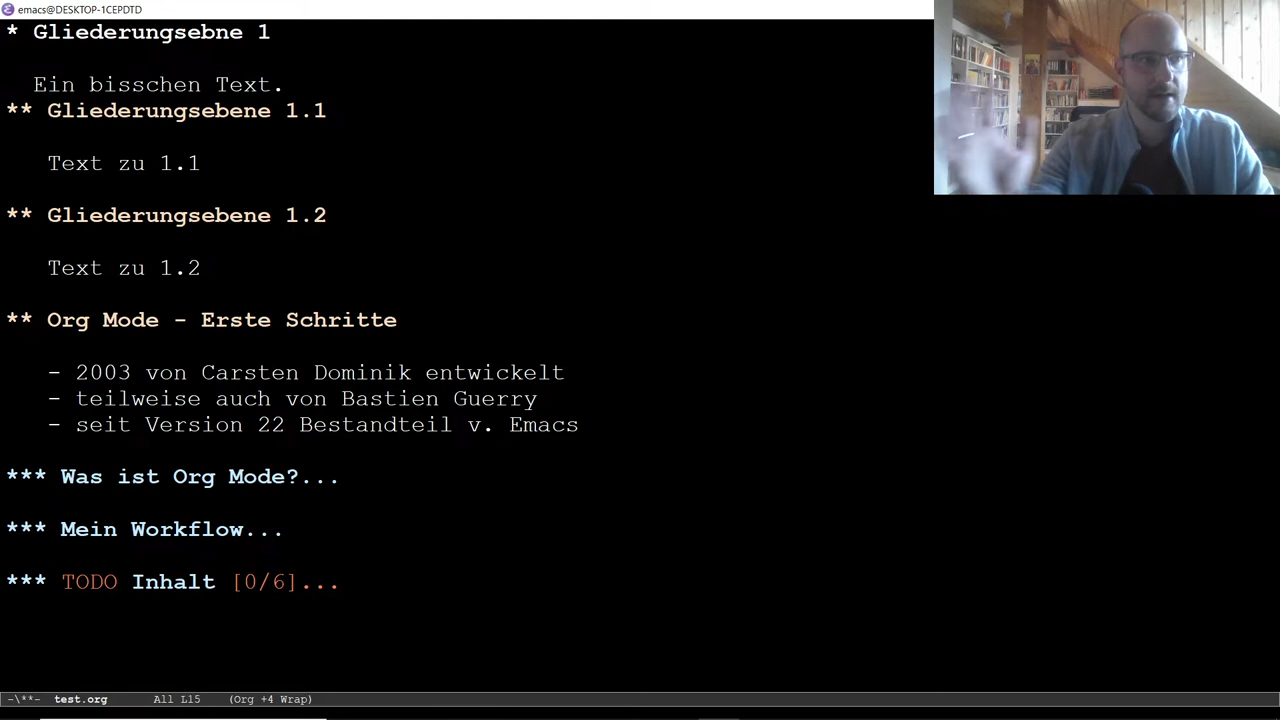 emacs@DESKTOP-1CEPDTD
* Gliederungsebne 1
Ein bisschen Text.
** Gliederungsebene 1.1
Text zu 1.1
** Gliederungsebene 1.2
Text zu 1.2
** Org Mode - Erste Schritte
- 2003 von Carsten Dominik entwickelt
- teilweise auch von Bastien Guerry
- seit Version 22 Bestandteil v. Emacs
*** Was ist Org Mode?...
*** Mein Workflow...
*** TODO Inhalt [0/6]...
-\**- test.org All L15 (Org +4 Wrap)